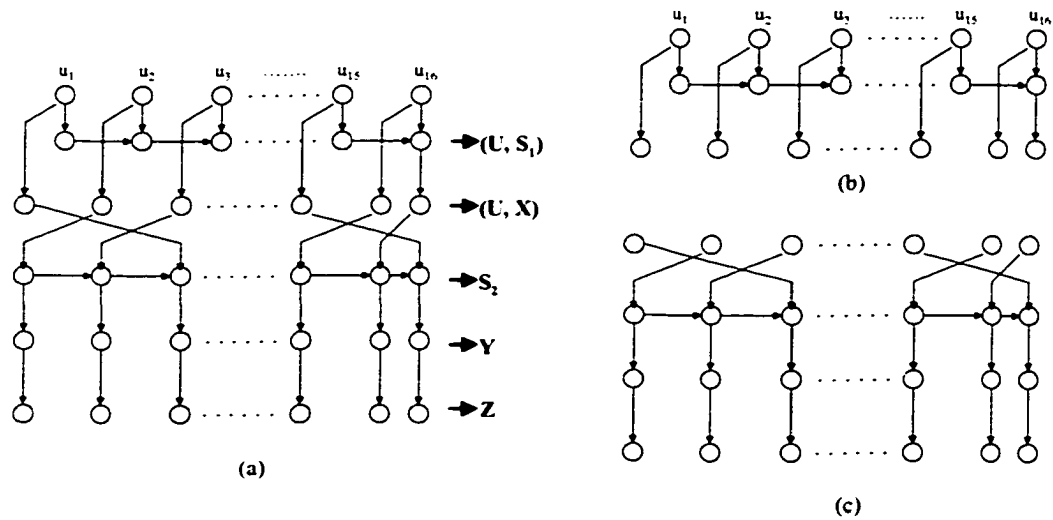 u₁ u₂ u₃ ...... u₁₅ u₁₆
(U, S₁)
(U, X)
S₂
Y
Z
(a)
u₁ u₂ u₃ ...... u₁₅ u₁₆
(b)
(c)